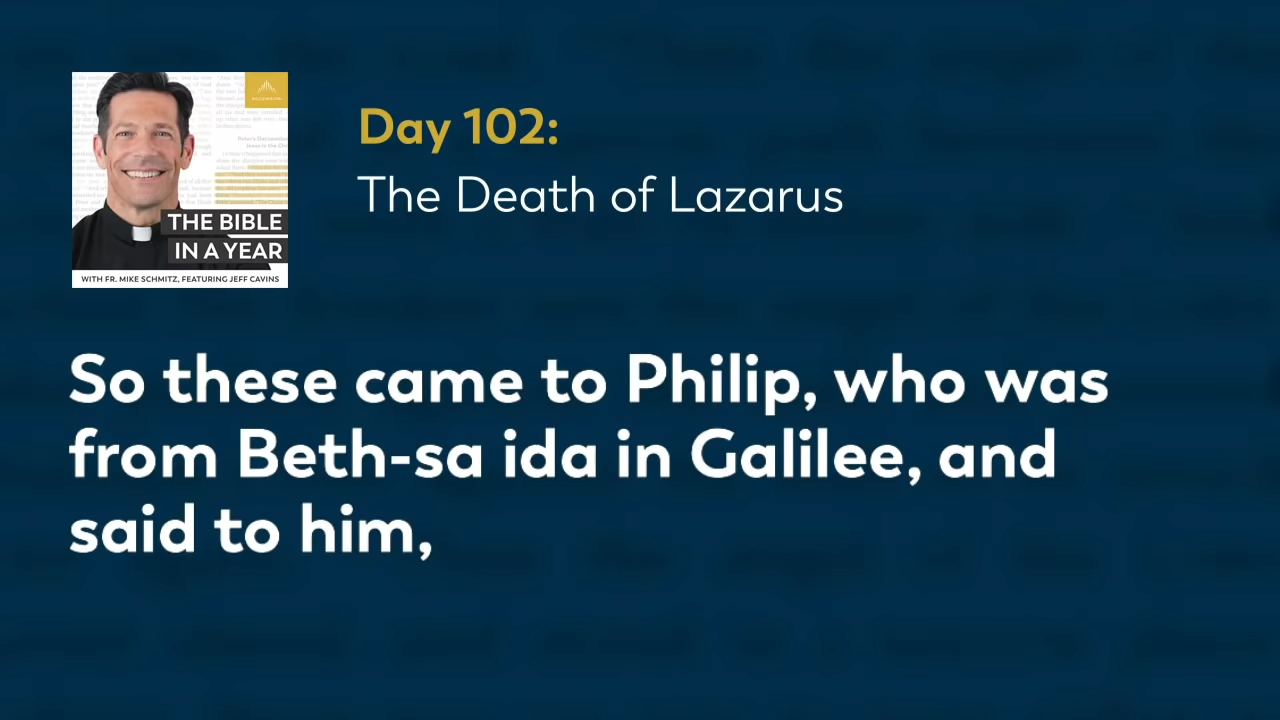 Day 102:
The Death of Lazarus
THE BIBLE
IN A YEAR
WITH FR. MIKE SCHMITZ, FEATURING JEFF CAVINS
So these came to Philip, who was
from Beth-sa ida in Galilee, and
said to him,